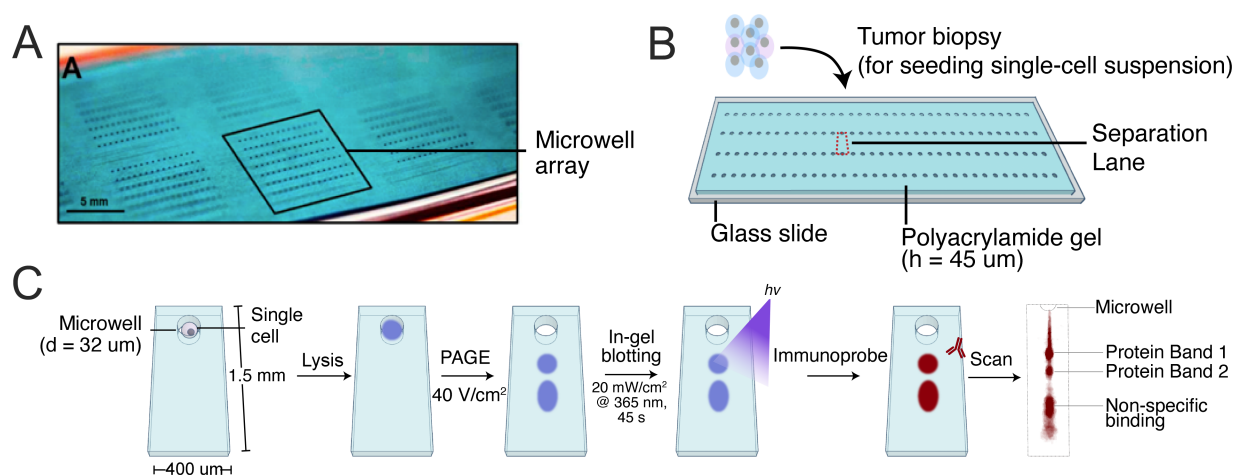 A
A
5 mm
Microwell
array
B
Tumor biopsy
(for seeding single-cell suspension)
Separation
Lane
Glass slide
Polyacrylamide gel
(h = 45 um)
C
Microwell
(d = 32 um)
Single
cell
1.5 mm
400 um
Lysis
PAGE
40 V/cm²
In-gel
blotting
20 mW/cm²
@ 365 nm,
45 s
hv
Immunoprobe
Scan
Microwell
Protein Band 1
Protein Band 2
Non-specific
binding